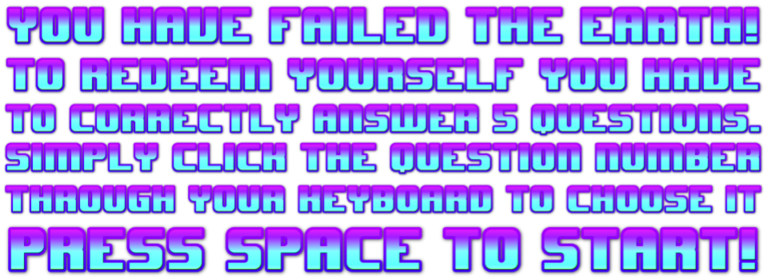 YOU HAVE FAILED THE EARTH!
TO REDEEM YOURSELF YOU HAVE
TO CORRECTLY ANSWER 5 QUESTIONS.
SIMPLY CLICK THE QUESTION NUMBER
THROUGH YOUR KEYBOARD TO CHOOSE IT
PRESS SPACE TO START!